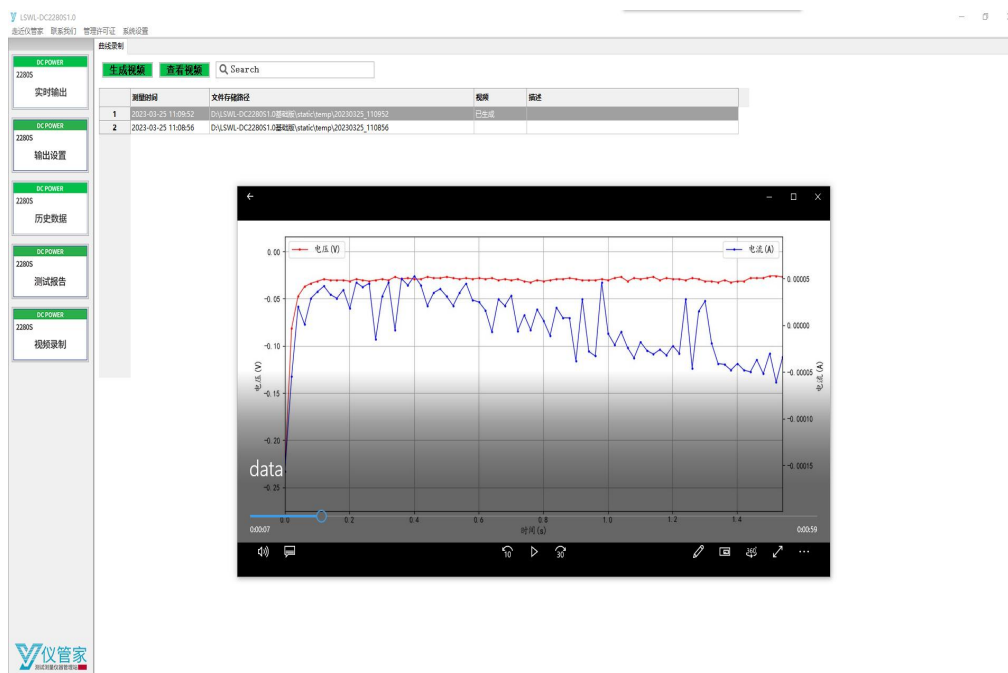 LSWL-DC2280S1.0
走近仪管家 联系我们 管理许可证 系统设置
曲线录制
DC POWER
2280S
实时输出
DC POWER
2280S
输出设置
DC POWER
2280S
历史数据
DC POWER
2280S
测试报告
DC POWER
2280S
视频录制
生成视频 查看视频 Search
测量时间 文件存储路径 视频 描述
1 2023-03-25 11:09:52 D:\LSWL-DC2280S1.0基础版\static\temp\20230325_110952 已生成
2 2023-03-25 11:08:56 D:\LSWL-DC2280S1.0基础版\static\temp\20230325_110856
电压(V) 电流(A)
0.00
-0.05
-0.10
-0.15
-0.20
-0.25
电压(V)
0.00005
0.00000
-0.00005
-0.00010
-0.00015
电流(A)
data
0.0 0.2 0.4 0.6 0.8 1.0 1.2 1.4
时间(s)
0:00:07 0:00:59
10 30 360°
仪管家
测试测量仪器管理站